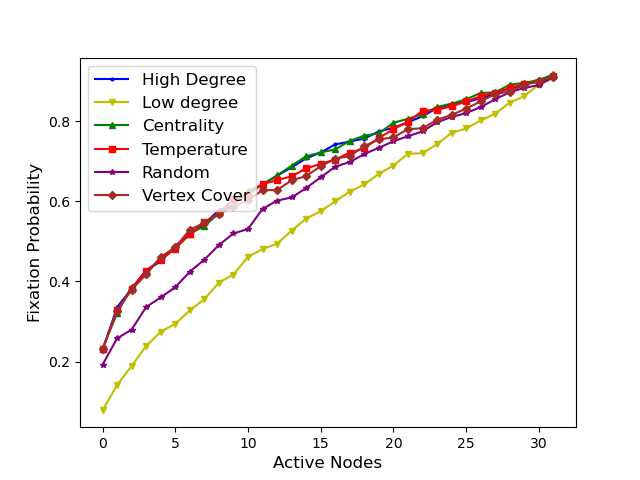 High Degree
Low degree
Centrality
Temperature
Random
Vertex Cover
Fixation Probability
0.8
0.6
0.4
0.2
0 5 10 15 20 25 30
Active Nodes